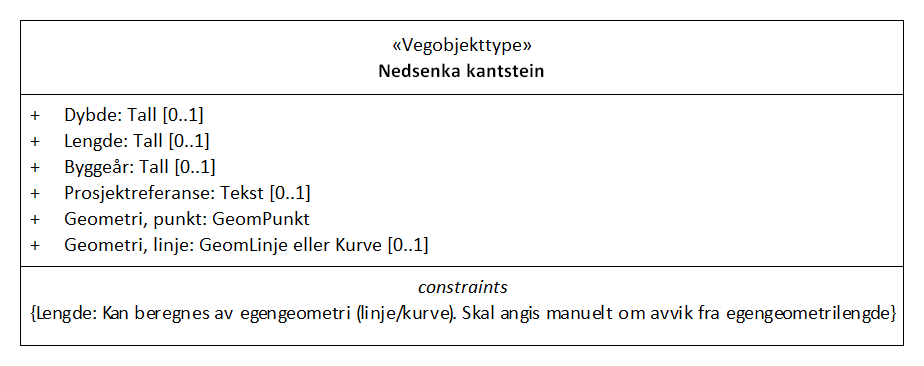 «Vegobjekttype»
Nedsenka kantstein
+ Dybde: Tall [0..1]
+ Lengde: Tall [0..1]
+ Byggeår: Tall [0..1]
+ Prosjektreferanse: Tekst [0..1]
+ Geometri, punkt: GeomPunkt
+ Geometri, linje: GeomLinje eller Kurve [0..1]
constraints
{Lengde: Kan beregnes av egengeometri (linje/kurve). Skal angis manuelt om avvik fra egengeometrilengde}